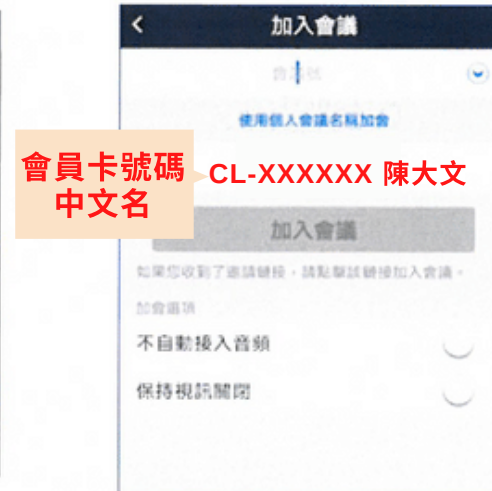 加入會議
會議號
使用個人會議名稱加會
會員卡號碼
中文名
CL-XXXXXX 陳大文
加入會議
如果您收到了邀請鏈接，請點擊該鏈接加入會議。
加會選項
不自動接入音頻
保持視訊關閉